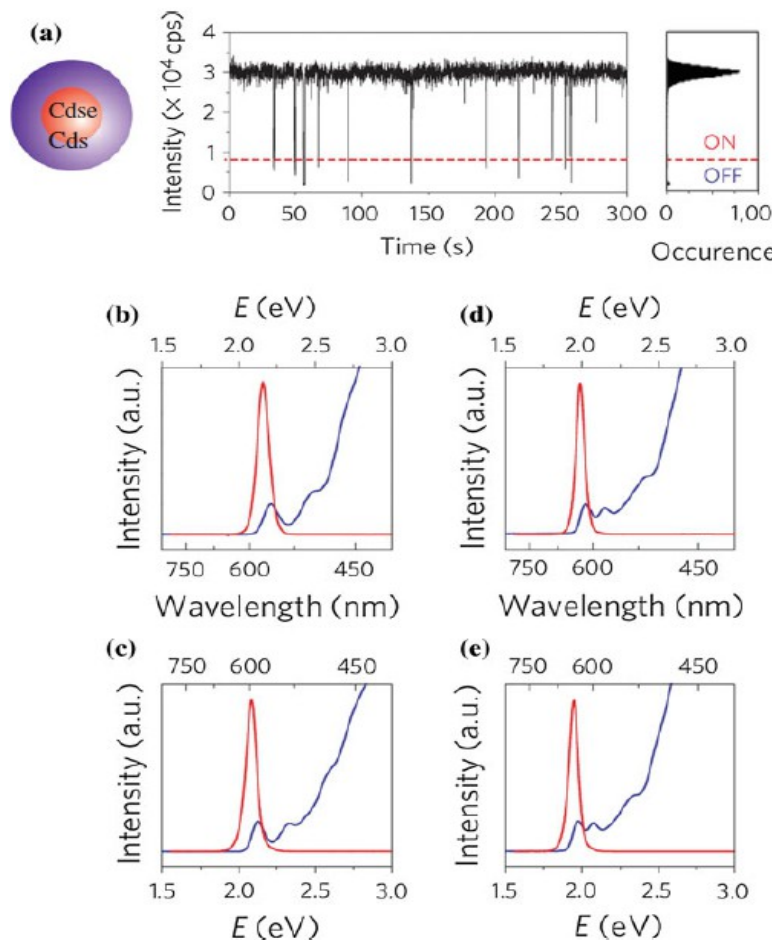 (a)
Cdse
Cds
Intensity (× 10⁴ cps)
4
3
2
1
0
0 50 100 150 200 250 300
Time (s)
ON
OFF
0 1,00
Occurence
(b)
E (eV)
1.5 2.0 2.5 3.0
Intensity (a.u.)
750 600 450
Wavelength (nm)
(d)
E (eV)
1.5 2.0 2.5 3.0
Intensity (a.u.)
750 600 450
Wavelength (nm)
(c)
750 600 450
Intensity (a.u.)
1.5 2.0 2.5 3.0
E (eV)
(e)
750 600 450
Intensity (a.u.)
1.5 2.0 2.5 3.0
E (eV)